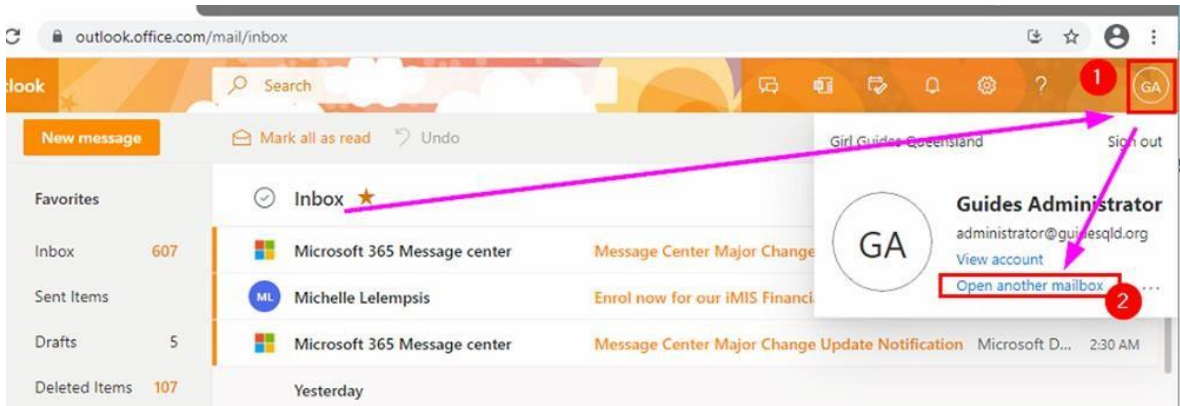 outlook.office.com/mail/inbox
look
Search
1
GA
New message
Mark all as read
Undo
Girl Guides Queensland
Sign out
Favorites
Inbox
GA
Guides Administrator
administrator@guidesqld.org
View account
Open another mailbox
...
2
Inbox 607
Microsoft 365 Message center Message Center Major Change
Sent Items
ML Michelle Lelempsis Enrol now for our iMIS Financi
Drafts 5
Microsoft 365 Message center Message Center Major Change Update Notification Microsoft D... 2:30 AM
Deleted Items 107
Yesterday